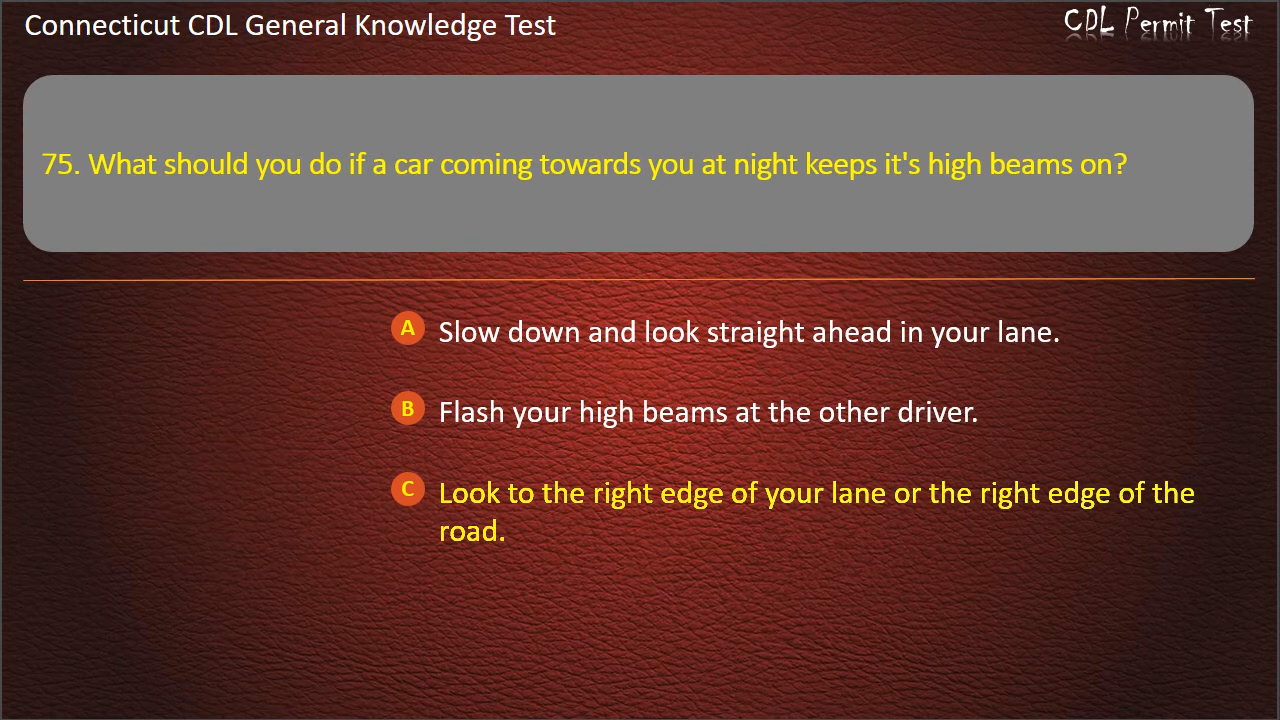 Connecticut CDL General Knowledge Test
CDL Permit Test
75. What should you do if a car coming towards you at night keeps it's high beams on?
A Slow down and look straight ahead in your lane.
B Flash your high beams at the other driver.
C Look to the right edge of your lane or the right edge of the
road.